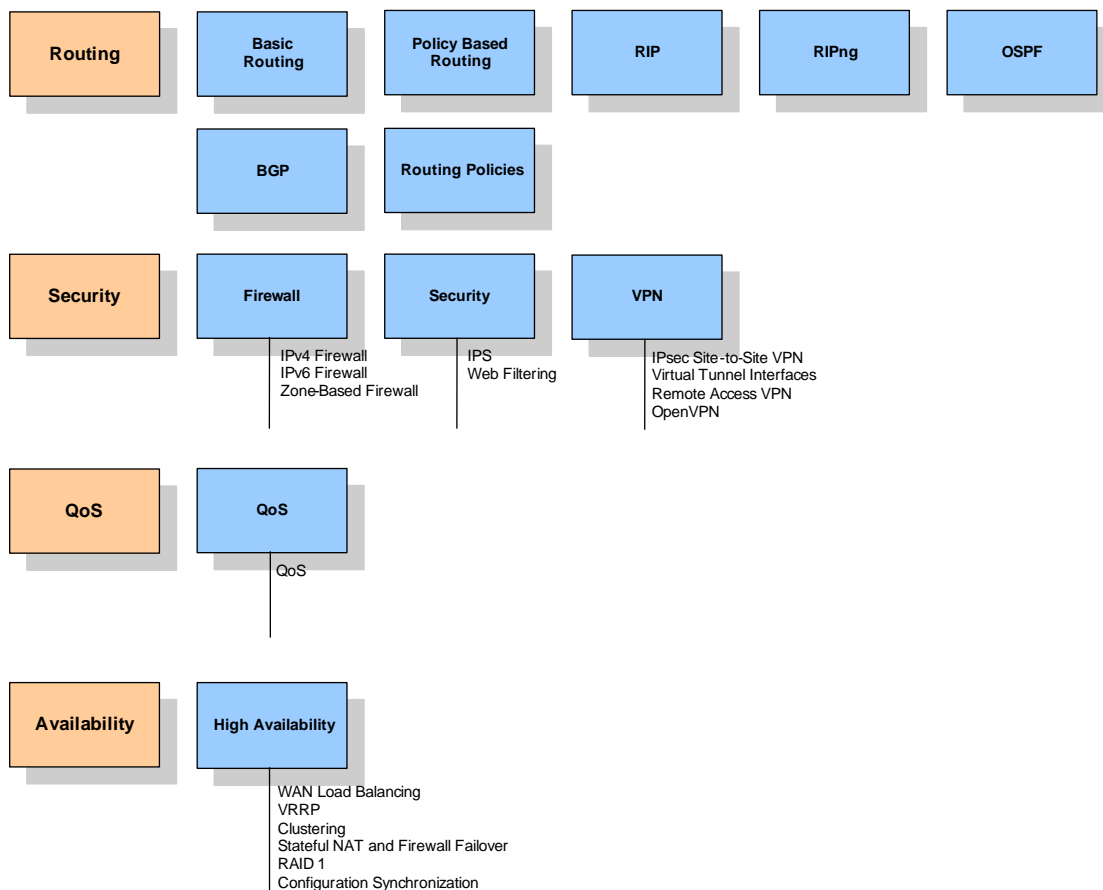 Routing
Basic
Routing
Policy Based
Routing
RIP
RIPng
OSPF
BGP
Routing Policies
Security
Firewall
IPv4 Firewall
IPv6 Firewall
Zone-Based Firewall
Security
IPS
Web Filtering
VPN
IPsec Site-to-Site VPN
Virtual Tunnel Interfaces
Remote Access VPN
OpenVPN
QoS
QoS
QoS
Availability
High Availability
WAN Load Balancing
VRRP
Clustering
Stateful NAT and Firewall Failover
RAID 1
Configuration Synchronization